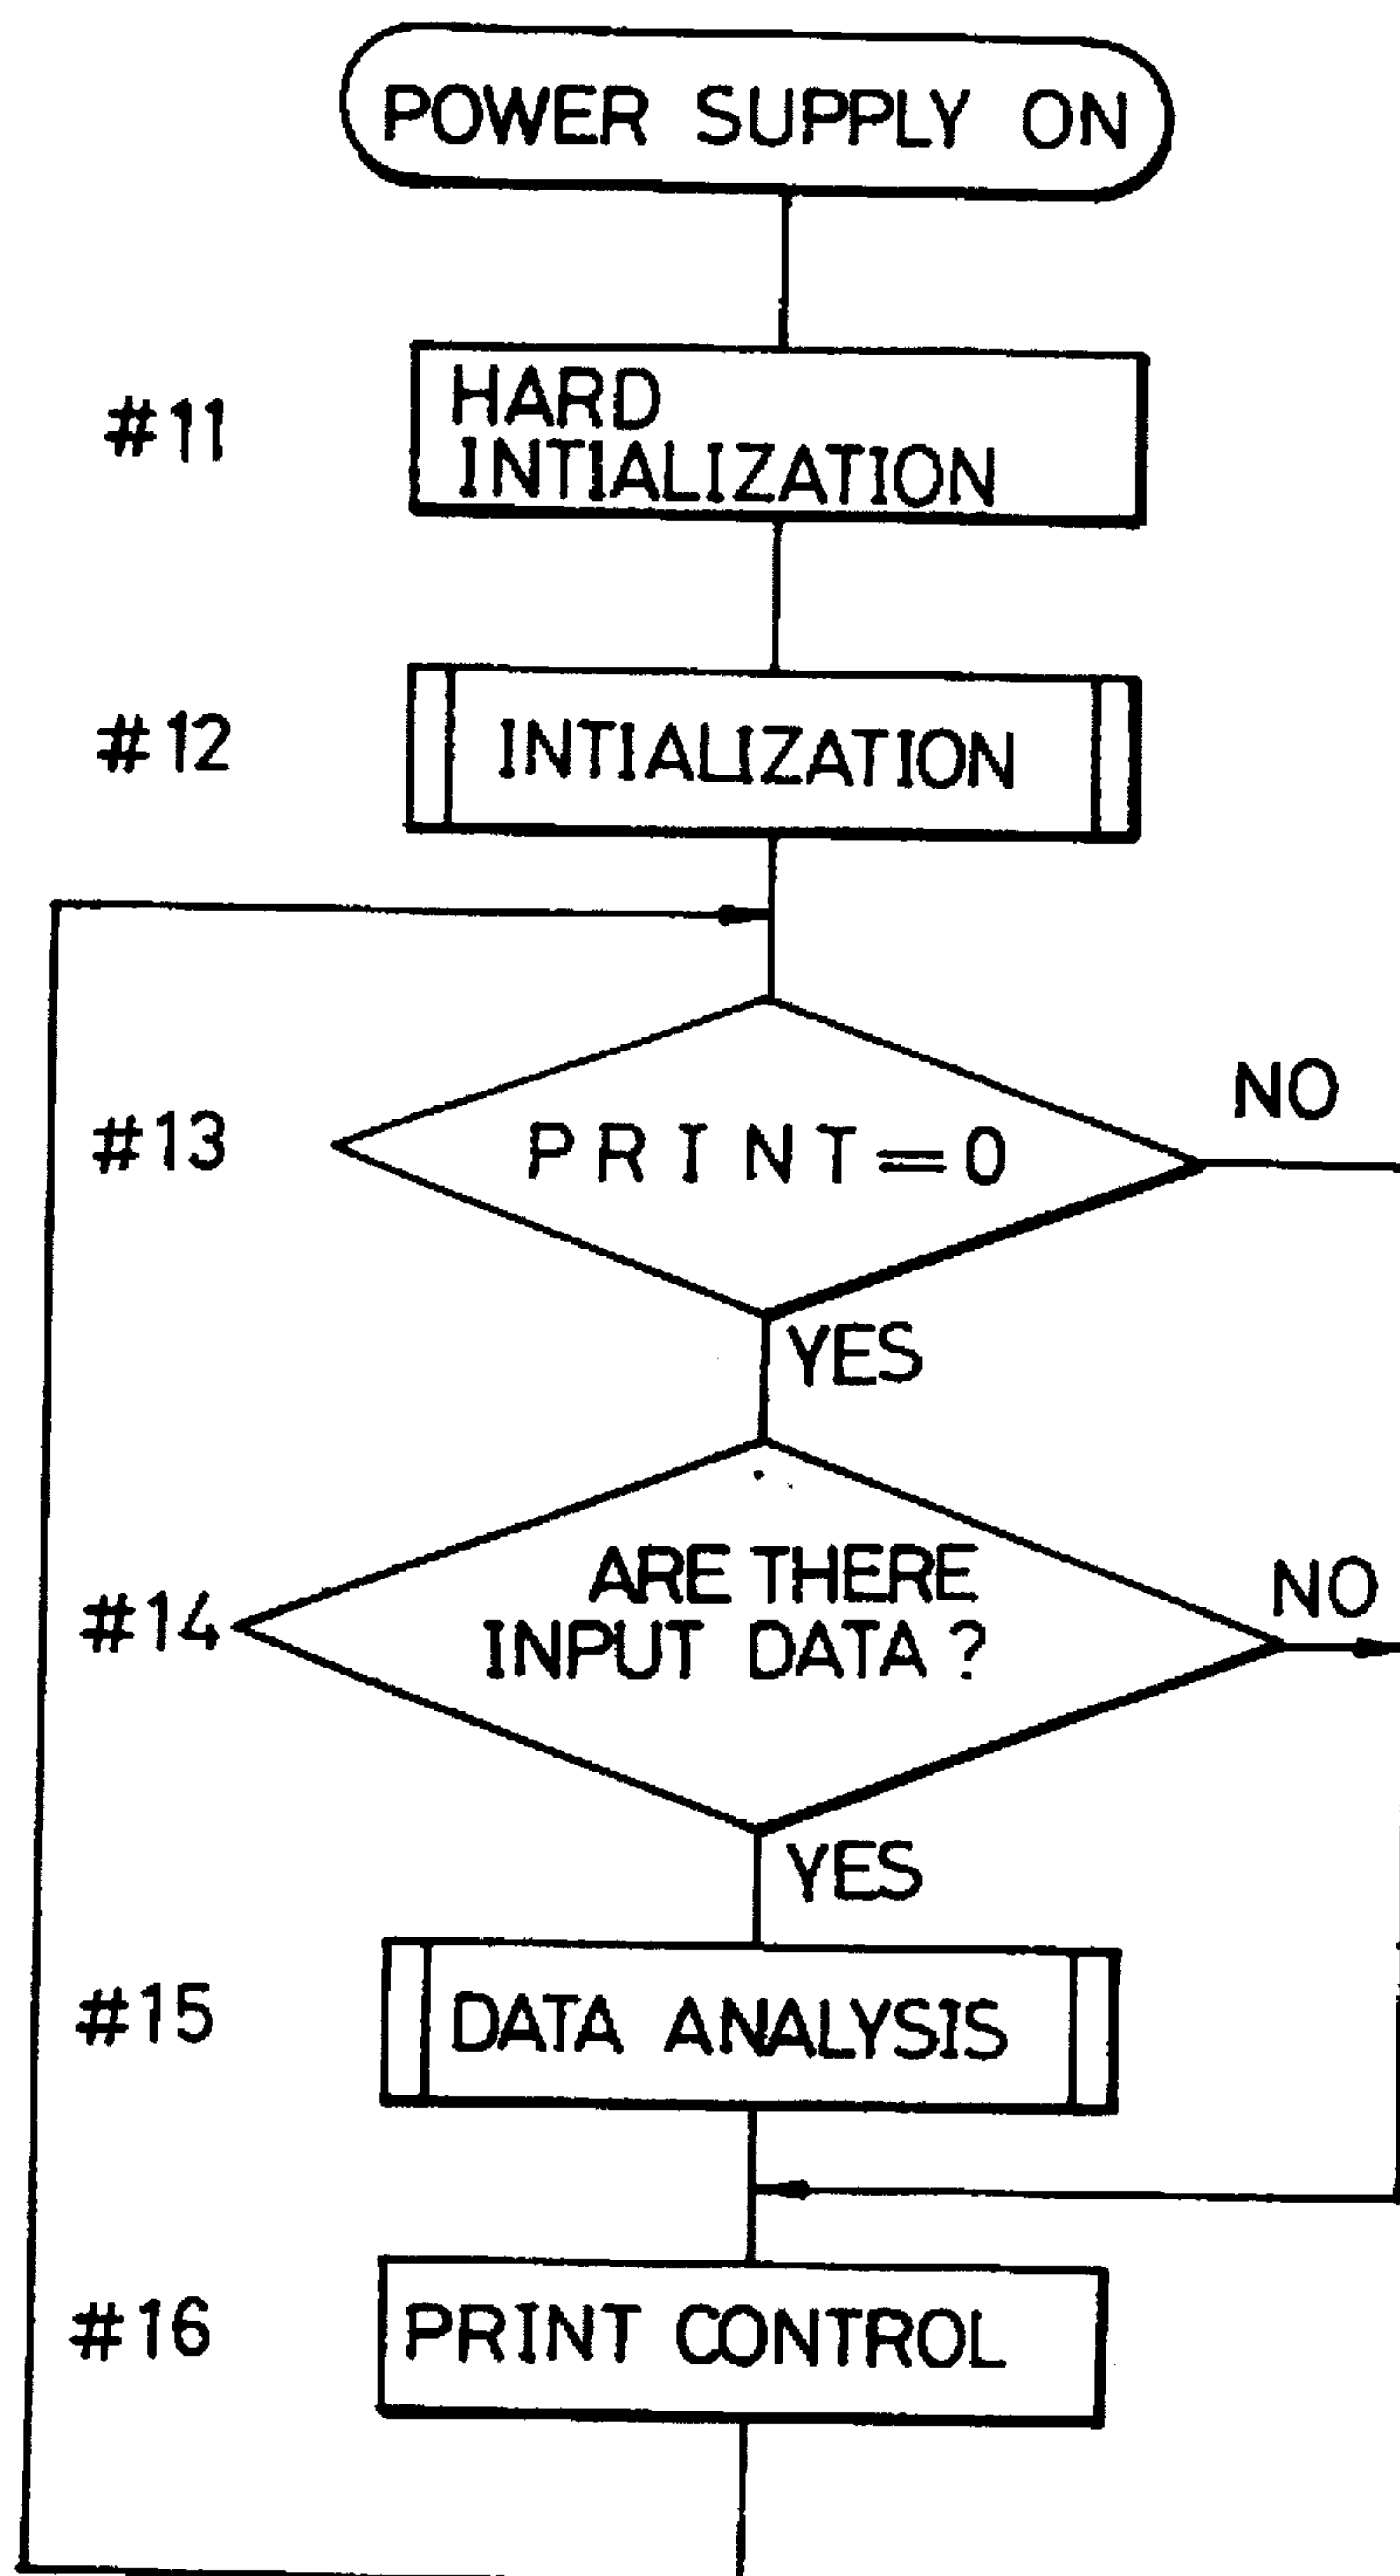 POWER SUPPLY ON
#11
HARD
INTIALIZATION
#12
INTIALIZATION
#13
PRINT=0
NO
YES
#14
ARE THERE
INPUT DATA?
NO
YES
#15
DATA ANALYSIS
#16
PRINT CONTROL